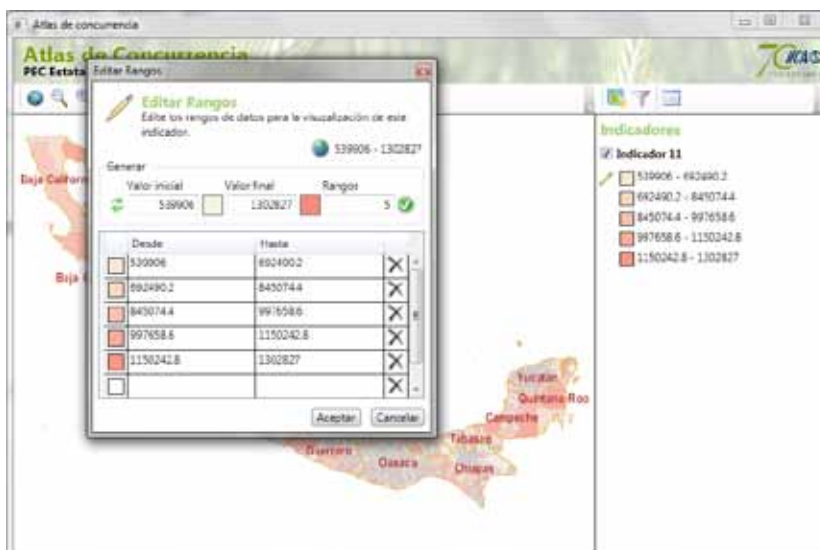 Atlas de concurrencia
Atlas de Concurrencia
PEC Estata
Editar Rangos
Editar Rangos
Edite los rangos de datos para la visualización de este
indicador.
539906 - 1302827
Generar
Valor inicial Valor final Rangos
539906 1302827 5
Desde Hasta
539906 692490.2
692490.2 845074.4
845074.4 997658.6
997658.6 1150242.8
1150242.8 1302827
Aceptar Cancelar
Indicadores
Indicador 11
539906 - 692490.2
692490.2 - 845074.4
845074.4 - 997658.6
997658.6 - 1150242.8
1150242.8 - 1302827
Baja Californ
Baja
Yucatan
Quintana Roo
Campeche
Tabasco
Guerrero
Oaxaca
Chiapas